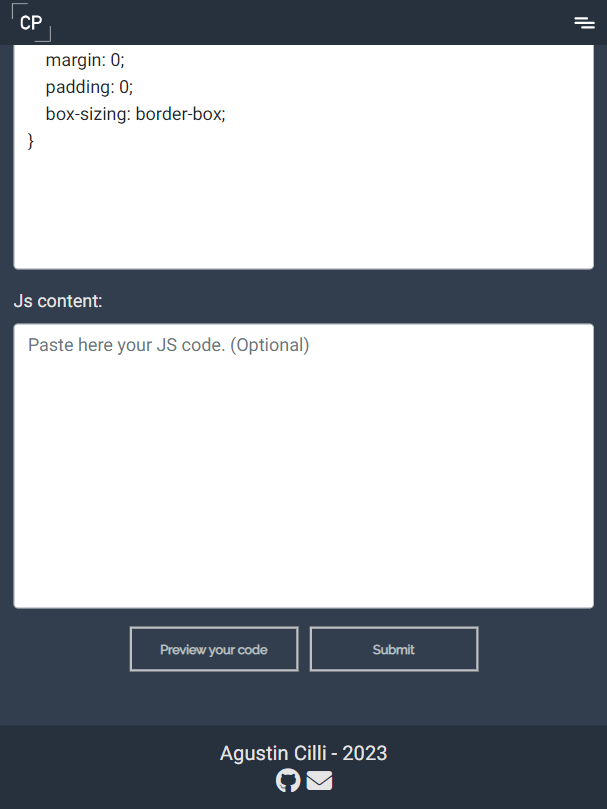 CP
margin: 0;
padding: 0;
box-sizing: border-box;
}
Js content:
Paste here your JS code. (Optional)
Preview your code
Submit
Agustin Cilli - 2023